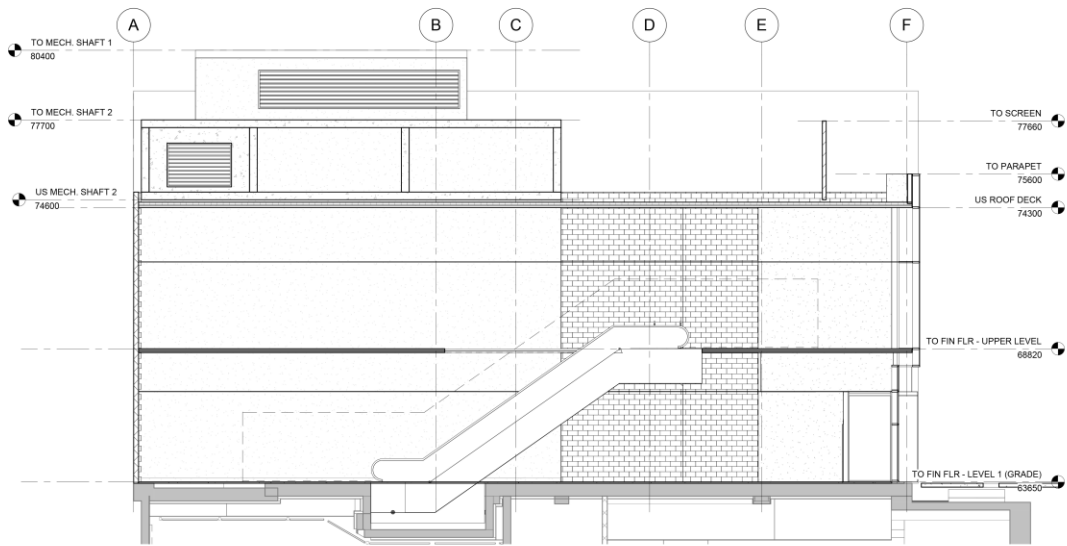 A B C D E F
TO MECH. SHAFT 1
80400
TO MECH. SHAFT 2
77700
US MECH. SHAFT 2
74600
TO SCREEN
77660
TO PARAPET
75600
US ROOF DECK
74300
TO FIN FLR - UPPER LEVEL
68820
TO FIN FLR - LEVEL 1 (GRADE)
63650